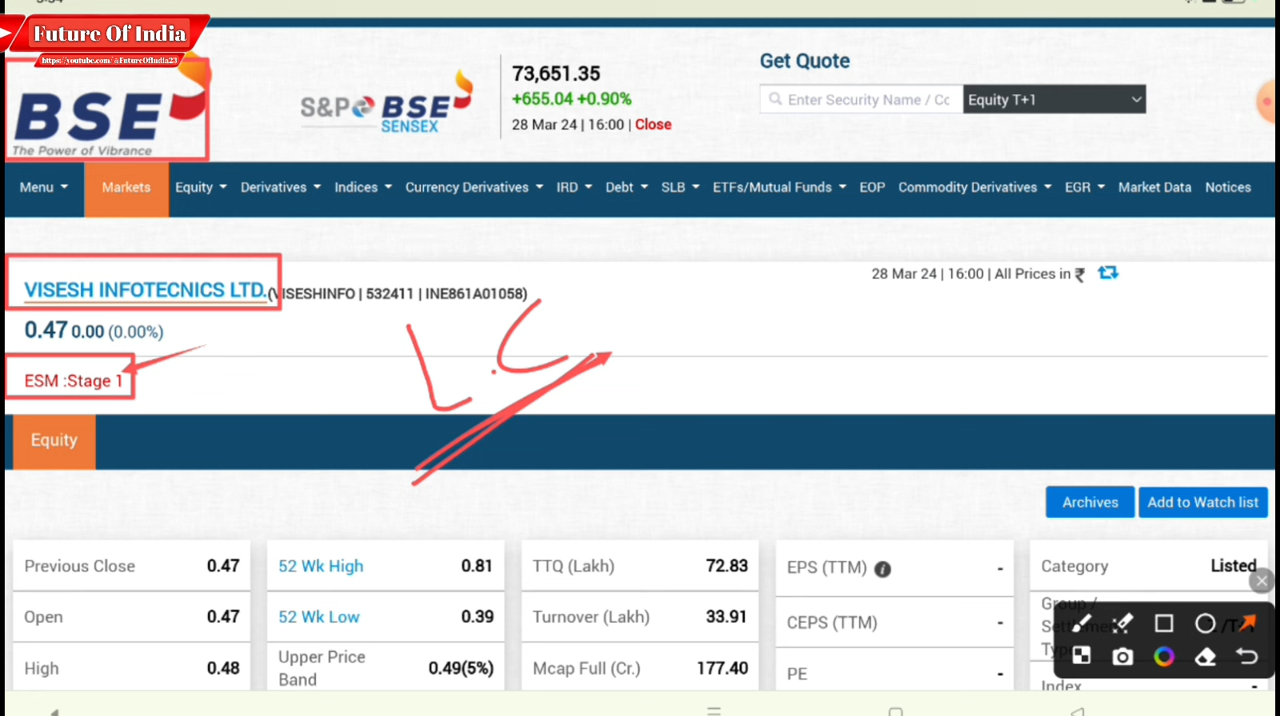 Future Of India
https://youtube.com/@FutureOfIndia23
BSE
The Power of Vibrance
S&P BSE
SENSEX
73,651.35
+655.04 +0.90%
28 Mar 24 | 16:00 | Close
Get Quote
Enter Security Name / Co
Equity T+1
Menu Markets Equity Derivatives Indices Currency Derivatives IRD Debt SLB ETFs/Mutual Funds EOP Commodity Derivatives EGR Market Data Notices
VISESH INFOTECNICS LTD. (VISESHINFO | 532411 | INE861A01058)
28 Mar 24 | 16:00 | All Prices in ₹
0.47 0.00 (0.00%)
L.C
ESM :Stage 1
Equity
Archives Add to Watch list
Previous Close 0.47
Open 0.47
High 0.48
52 Wk High 0.81
52 Wk Low 0.39
Upper Price
Band 0.49(5%)
TTQ (Lakh) 72.83
Turnover (Lakh) 33.91
Mcap Full (Cr.) 177.40
EPS (TTM) -
CEPS (TTM) -
PE -
Category Listed
Group /
Index -